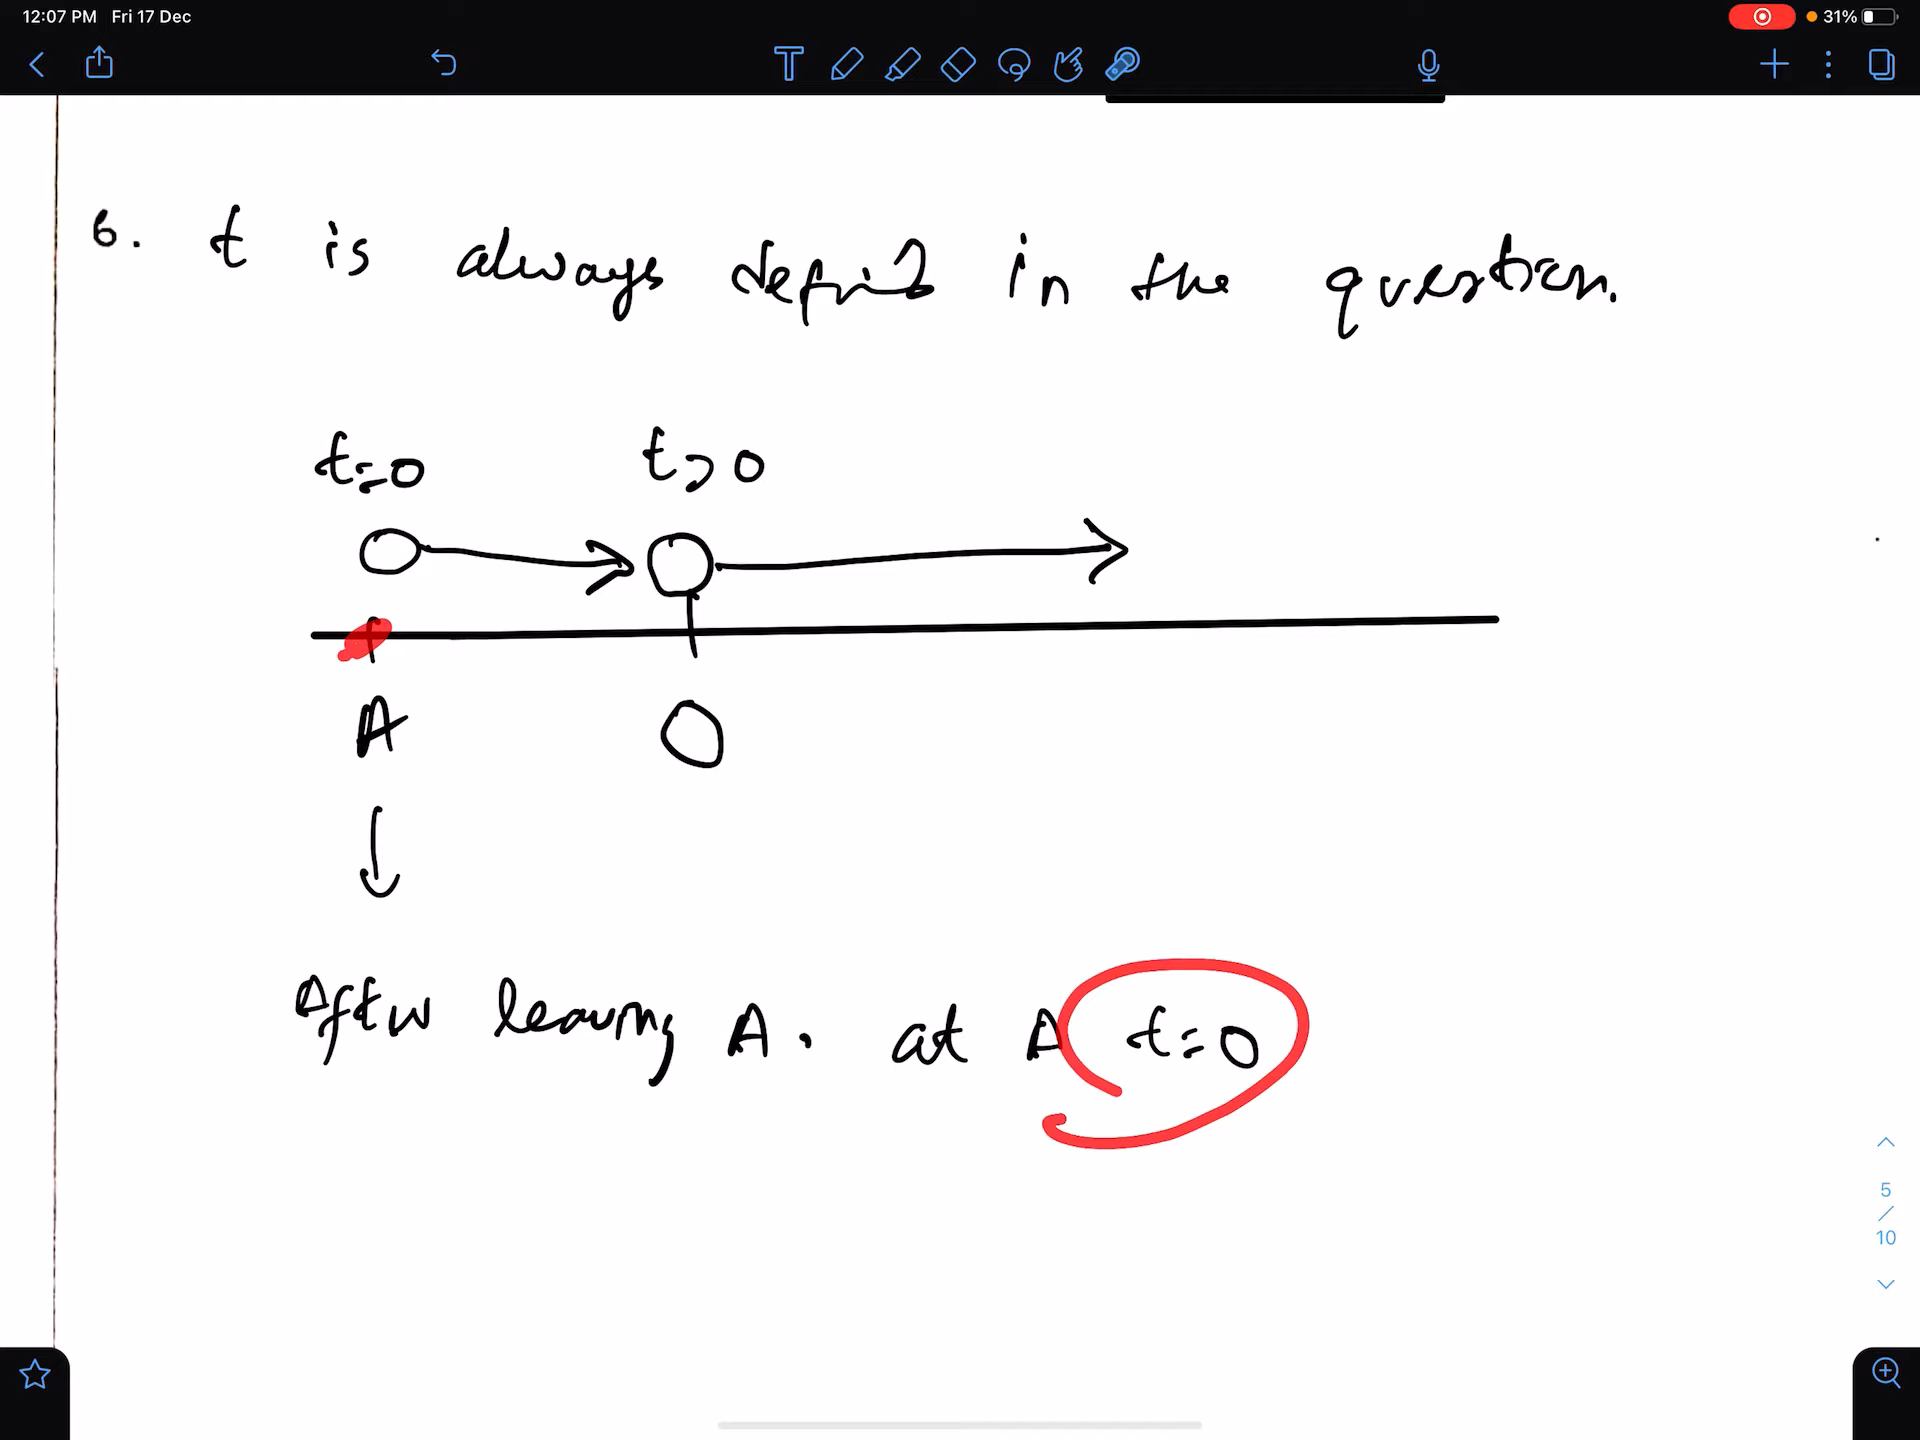 12:07 PM Fri 17 Dec
31%
6. t is always defined in the question.
t=0 t>0
A O
After leaving A. at A t=0
5
/
10